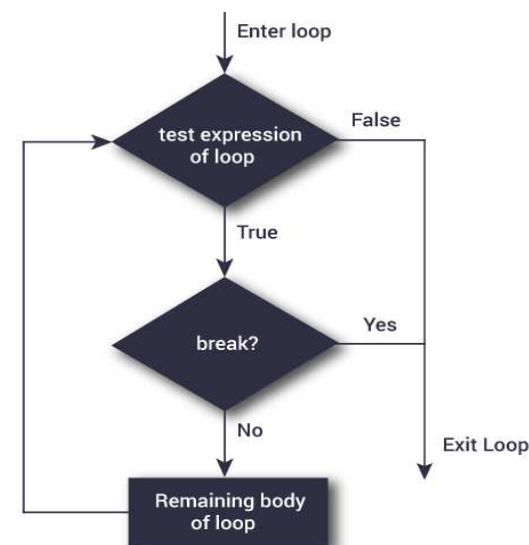 Enter loop
test expression
of loop
False
True
break?
Yes
No
Exit Loop
Remaining body
of loop